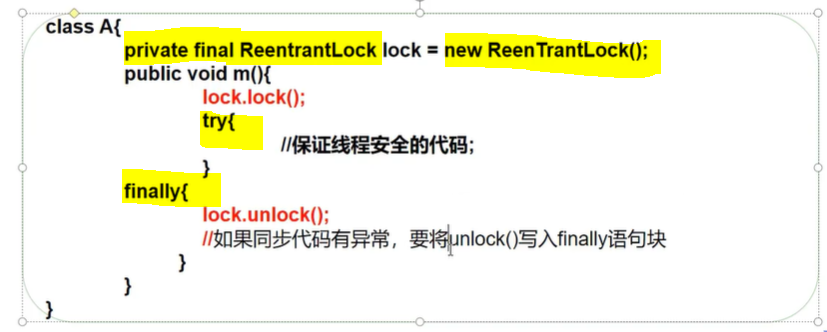 class A{
private final ReentrantLock lock = new ReenTrantLock();
public void m(){
lock.lock();
try{
//保证线程安全的代码;
}
finally{
lock.unlock();
//如果同步代码有异常，要将unlock()写入finally语句块
}
}
}